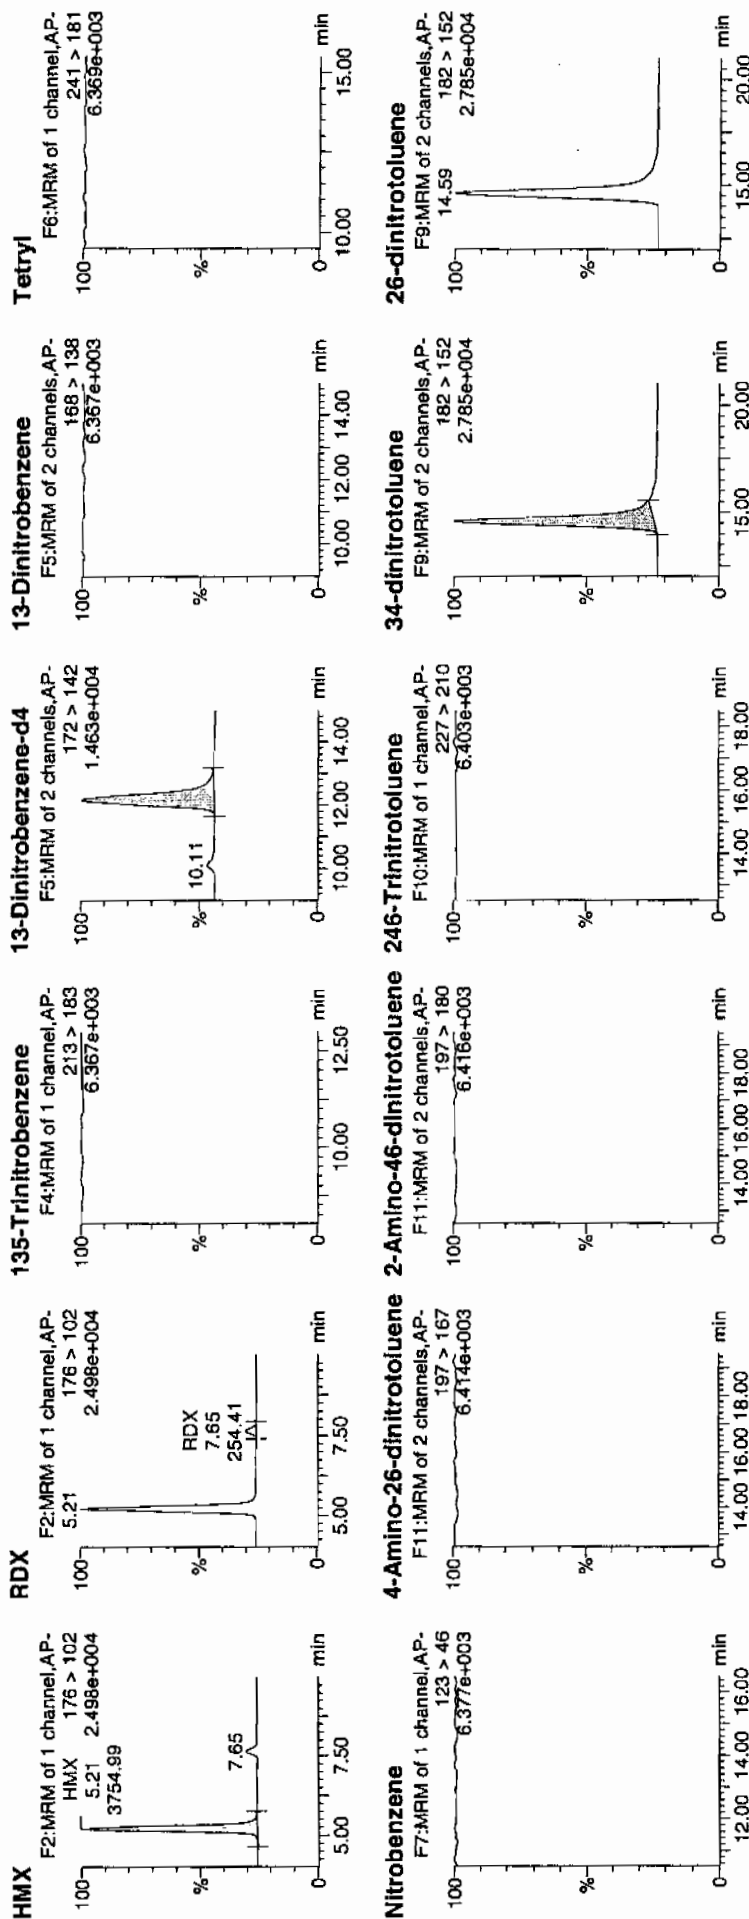 HMX
F2:MRM of 1 channel,AP-
176 > 102
2.498e+004
HMX
5.21
3754.99
7.65
100
%
0
5.00
7.50
min
RDX
F2:MRM of 1 channel,AP-
176 > 102
2.498e+004
5.21
RDX
7.65
254.41
100
%
0
5.00
7.50
min
135-Trinitrobenzene
F4:MRM of 1 channel,AP-
213 > 183
6.367e+003
100
%
0
10.00
12.50
min
13-Dinitrobenzene-d4
F5:MRM of 2 channels,AP-
172 > 142
1.463e+004
10.11
100
%
0
10.00
12.00
14.00
min
13-Dinitrobenzene
F5:MRM of 2 channels,AP-
168 > 138
6.367e+003
100
%
0
10.00
12.00
14.00
min
Tetryl
F6:MRM of 1 channel,AP-
241 > 181
6.369e+003
100
%
0
10.00
15.00
min
Nitrobenzene
F7:MRM of 1 channel,AP-
123 > 46
6.377e+003
100
%
0
12.00
14.00
16.00
min
4-Amino-26-dinitrotoluene
F11:MRM of 2 channels,AP-
197 > 167
6.414e+003
100
%
0
14.00
16.00
18.00
min
2-Amino-46-dinitrotoluene
F11:MRM of 2 channels,AP-
197 > 180
6.416e+003
100
%
0
14.00
16.00
18.00
min
246-Trinitrotoluene
F10:MRM of 1 channel,AP-
227 > 210
6.403e+003
100
%
0
14.00
16.00
18.00
min
34-dinitrotoluene
F9:MRM of 2 channels,AP-
182 > 152
2.785e+004
100
%
0
15.00
20.00
min
26-dinitrotoluene
F9:MRM of 2 channels,AP-
182 > 152
2.785e+004
14.59
100
%
0
15.00
20.00
min